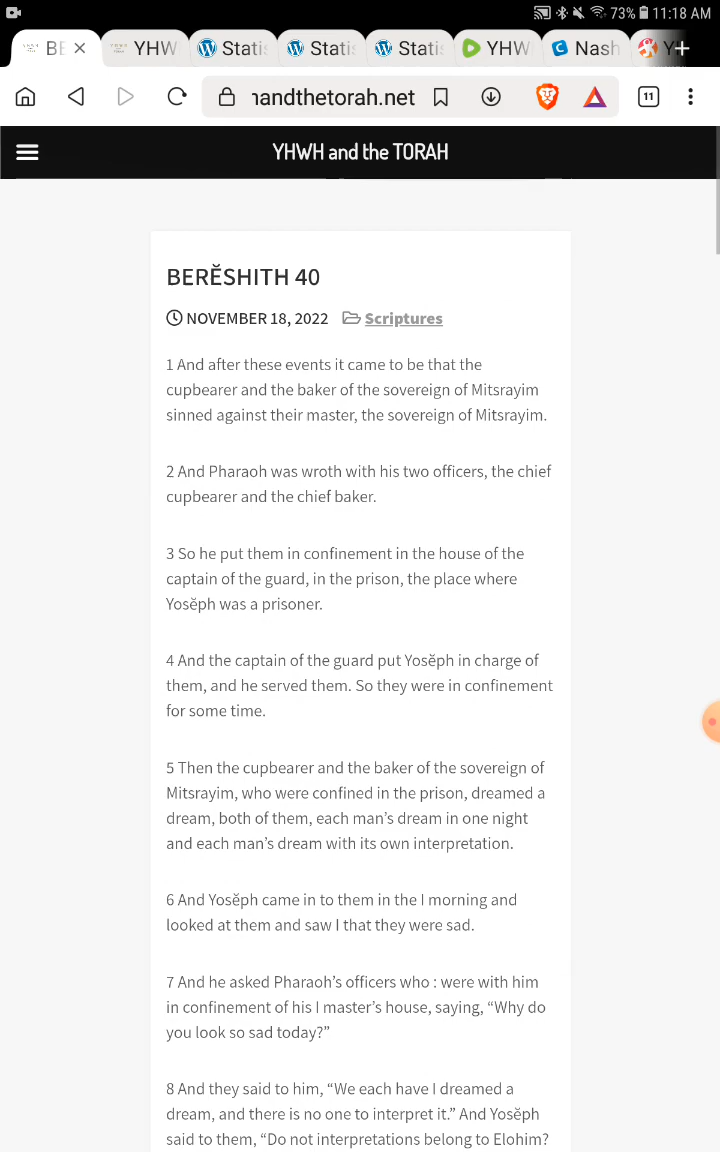 73% 11:18 AM
BE YHW Statis Statis Statis YHW Nash Y
handthetorah.net 11
YHWH and the TORAH
BERĔSHITH 40
NOVEMBER 18, 2022 Scriptures
1 And after these events it came to be that the
cupbearer and the baker of the sovereign of Mitsrayim
sinned against their master, the sovereign of Mitsrayim.
2 And Pharaoh was wroth with his two officers, the chief
cupbearer and the chief baker.
3 So he put them in confinement in the house of the
captain of the guard, in the prison, the place where
Yosĕph was a prisoner.
4 And the captain of the guard put Yosĕph in charge of
them, and he served them. So they were in confinement
for some time.
5 Then the cupbearer and the baker of the sovereign of
Mitsrayim, who were confined in the prison, dreamed a
dream, both of them, each man’s dream in one night
and each man’s dream with its own interpretation.
6 And Yosĕph came in to them in the I morning and
looked at them and saw I that they were sad.
7 And he asked Pharaoh’s officers who : were with him
in confinement of his I master’s house, saying, “Why do
you look so sad today?”
8 And they said to him, “We each have I dreamed a
dream, and there is no one to interpret it.” And Yosĕph
said to them, “Do not interpretations belong to Elohim?